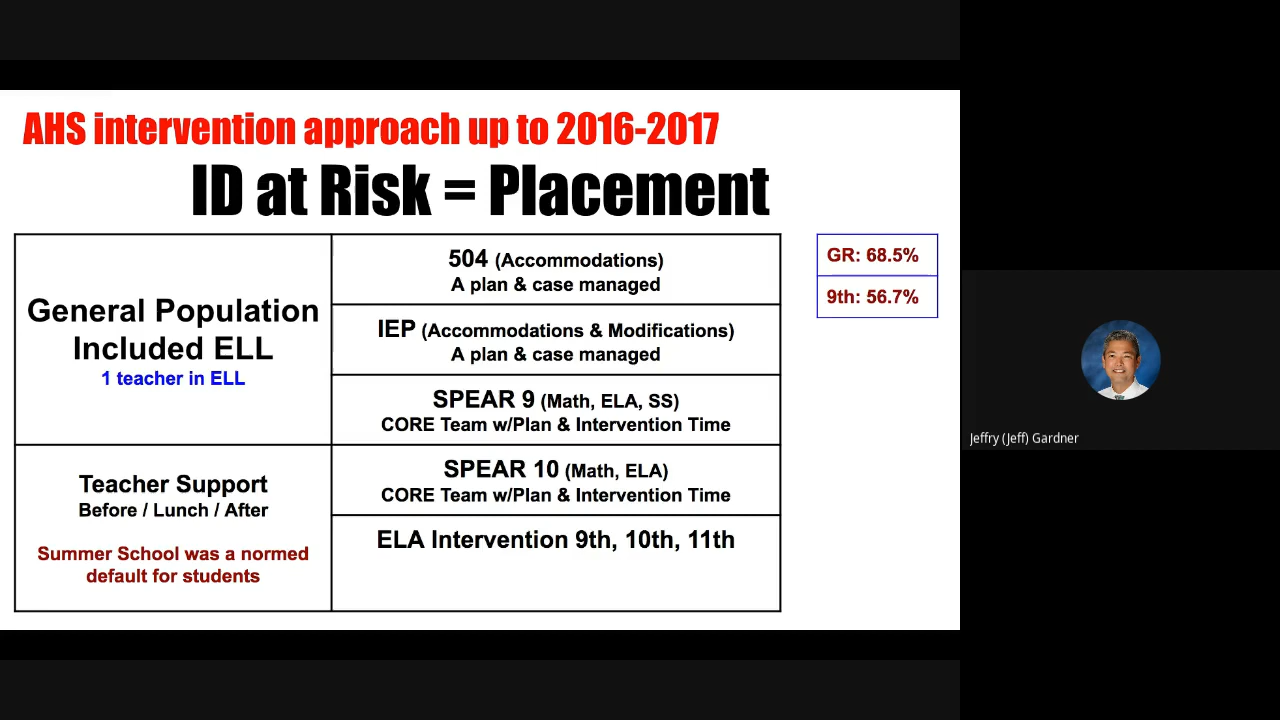 AHS intervention approach up to 2016-2017
ID at Risk = Placement
General Population
Included ELL
1 teacher in ELL
Teacher Support
Before / Lunch / After
Summer School was a normed
default for students
504 (Accommodations)
A plan & case managed
IEP (Accommodations & Modifications)
A plan & case managed
SPEAR 9 (Math, ELA, SS)
CORE Team w/Plan & Intervention Time
SPEAR 10 (Math, ELA)
CORE Team w/Plan & Intervention Time
ELA Intervention 9th, 10th, 11th
GR: 68.5%
9th: 56.7%
Jeffry (Jeff) Gardner